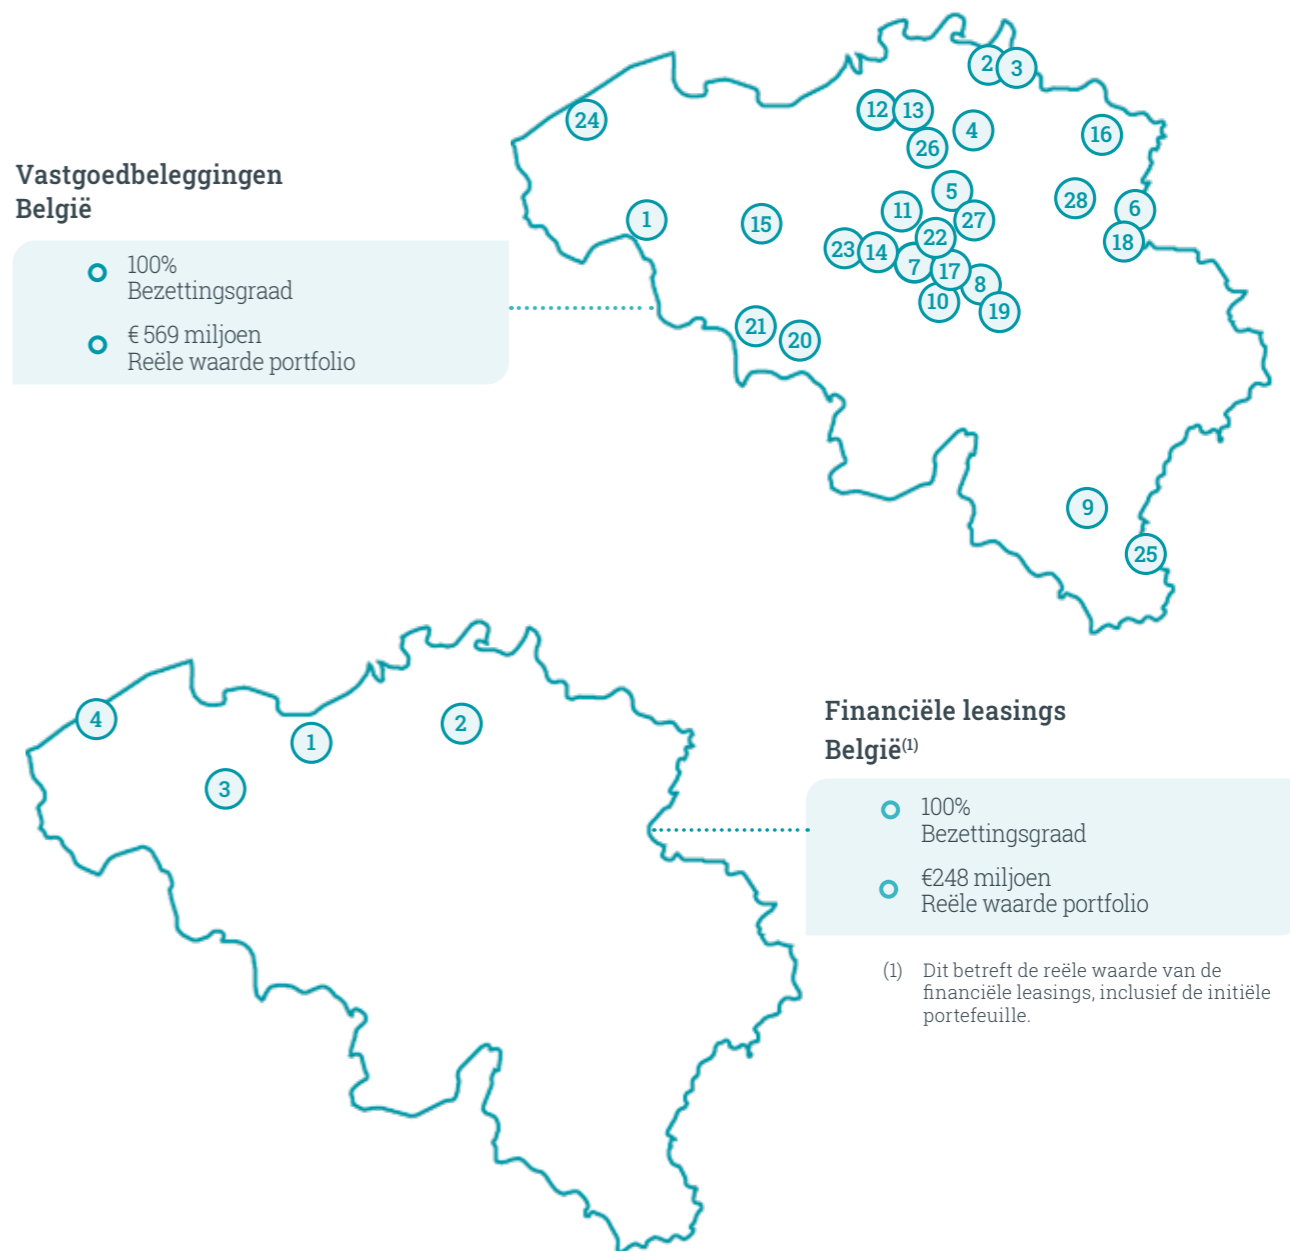 Vastgoedbeleggingen
België
100%
Bezettingsgraad
€ 569 miljoen
Reële waarde portfolio
2 3
12 13
4
24
16
26
5
28
6
1
15
11
27
18
22
23 14
7 17
8
10
19
21
20
9
25
Financiële leasings
België(1)
100%
Bezettingsgraad
€248 miljoen
Reële waarde portfolio
(1) Dit betreft de reële waarde van de
financiële leasings, inclusief de initiële
portefeuille.
4
1
2
3